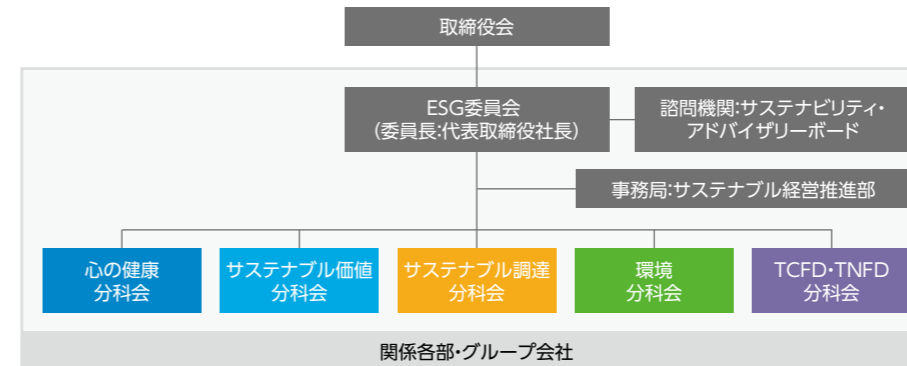 取締役会
ESG委員会
（委員長:代表取締役社長）
諮問機関:サステナビリティ・
アドバイザリーボード
事務局:サステナブル経営推進部
心の健康
分科会
サステナブル価値
分科会
サステナブル調達
分科会
環境
分科会
TCFD・TNFD
分科会
関係各部・グループ会社